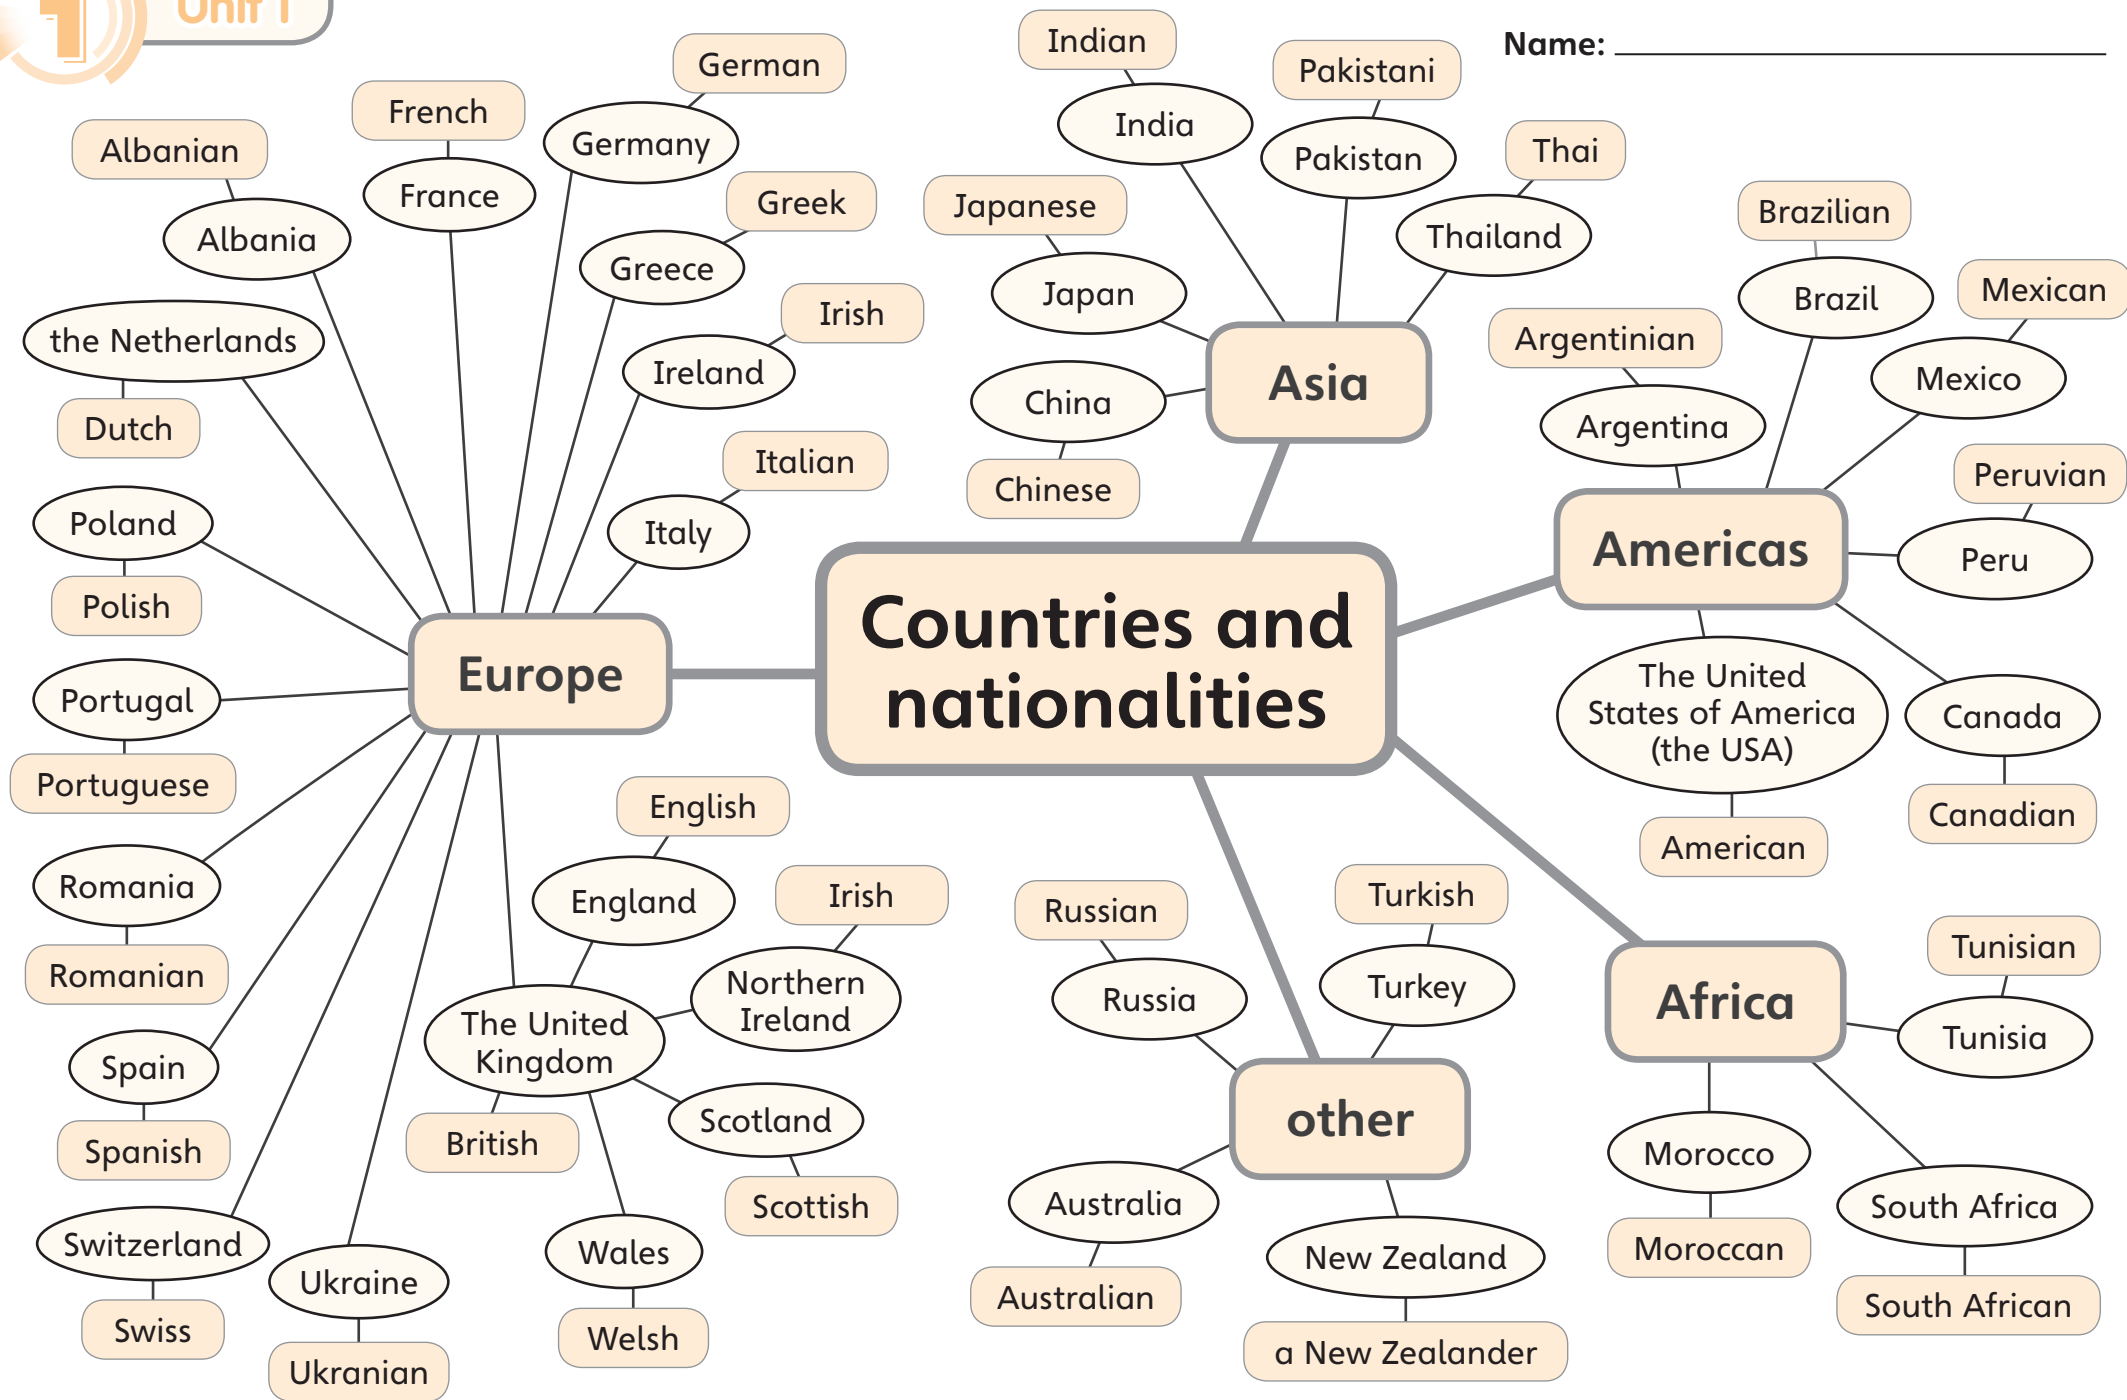 1
Unit 1
Name:
Countries and
nationalities
Europe
Albanian
Albania
French
France
German
Germany
Greek
Greece
Irish
Ireland
Italian
Italy
the Netherlands
Dutch
Poland
Polish
Portugal
Portuguese
Romania
Romanian
Spain
Spanish
Switzerland
Swiss
Ukraine
Ukranian
The United
Kingdom
British
English
England
Irish
Northern
Ireland
Scotland
Scottish
Wales
Welsh
Asia
Indian
India
Pakistani
Pakistan
Thai
Thailand
Japanese
Japan
China
Chinese
Americas
Argentinian
Argentina
Brazilian
Brazil
Mexican
Mexico
Peruvian
Peru
The United
States of America
(the USA)
American
Canada
Canadian
Africa
Tunisian
Tunisia
Morocco
Moroccan
South Africa
South African
other
Russian
Russia
Turkish
Turkey
Australia
Australian
New Zealand
a New Zealander